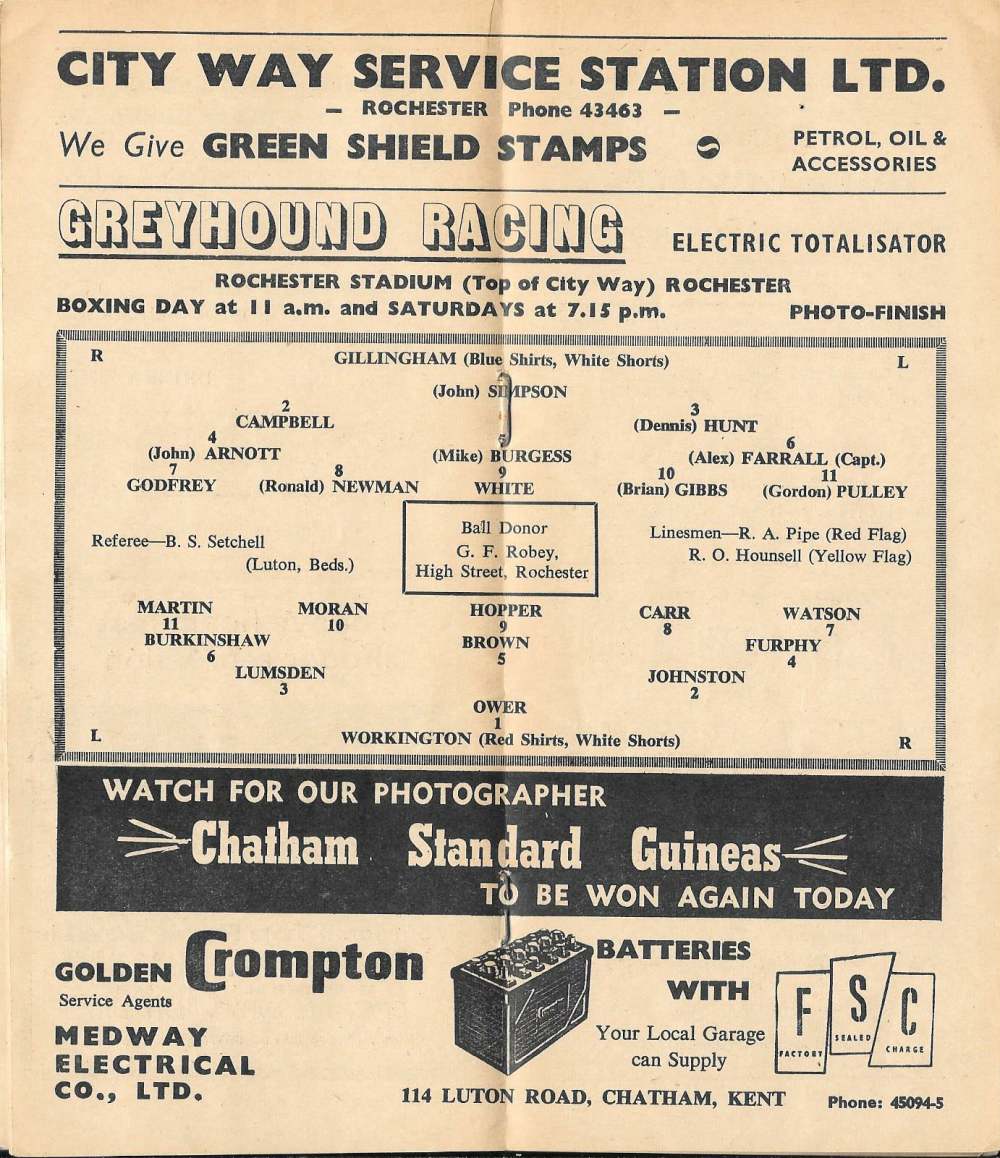 CITY WAY SERVICE STATION LTD.
– ROCHESTER Phone 43463 –
We Give GREEN SHIELD STAMPS
PETROL, OIL &
ACCESSORIES
GREYHOUND RACING
ELECTRIC TOTALISATOR
ROCHESTER STADIUM (Top of City Way) ROCHESTER
BOXING DAY at 11 a.m. and SATURDAYS at 7.15 p.m. PHOTO-FINISH
R GILLINGHAM (Blue Shirts, White Shorts) L
(John) SIMPSON
2 3
CAMPBELL (Dennis) HUNT
4 5 6
(John) ARNOTT (Mike) BURGESS (Alex) FARRALL (Capt.)
7 8 9 10 11
GODFREY (Ronald) NEWMAN WHITE (Brian) GIBBS (Gordon) PULLEY
Referee—B. S. Setchell
(Luton, Beds.)
Ball Donor
G. F. Robey,
High Street, Rochester
Linesmen—R. A. Pipe (Red Flag)
R. O. Hounsell (Yellow Flag)
MARTIN MORAN HOPPER CARR WATSON
11 10 9 8 7
BURKINSHAW BROWN FURPHY
6 5 4
LUMSDEN JOHNSTON
3 2
OWER
1
L WORKINGTON (Red Shirts, White Shorts) R
WATCH FOR OUR PHOTOGRAPHER
Chatham Standard Guineas
TO BE WON AGAIN TODAY
GOLDEN Crompton
Service Agents
MEDWAY
ELECTRICAL
CO., LTD.
BATTERIES
WITH
Your Local Garage
can Supply
F S C
FACTORY SEALED CHARGE
114 LUTON ROAD, CHATHAM, KENT Phone: 45094-5